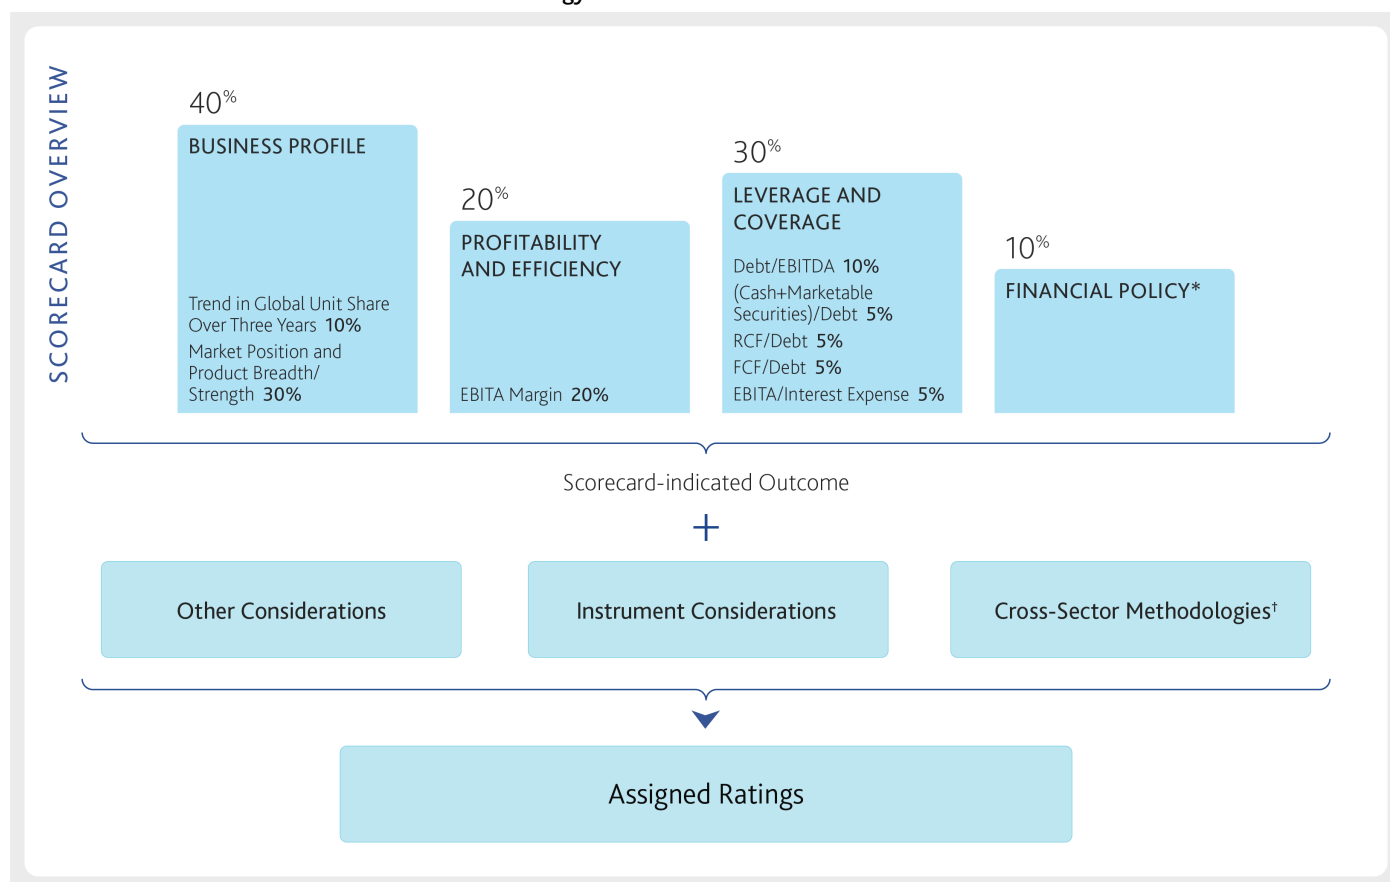 SCORECARD OVERVIEW
40%
BUSINESS PROFILE
Trend in Global Unit Share
Over Three Years 10%
Market Position and
Product Breadth/
Strength 30%
20%
PROFITABILITY
AND EFFICIENCY
EBITA Margin 20%
30%
LEVERAGE AND
COVERAGE
Debt/EBITDA 10%
(Cash+Marketable
Securities)/Debt 5%
RCF/Debt 5%
FCF/Debt 5%
EBITA/Interest Expense 5%
10%
FINANCIAL POLICY*
Scorecard-indicated Outcome
+
Other Considerations
Instrument Considerations
Cross-Sector Methodologies†
Assigned Ratings